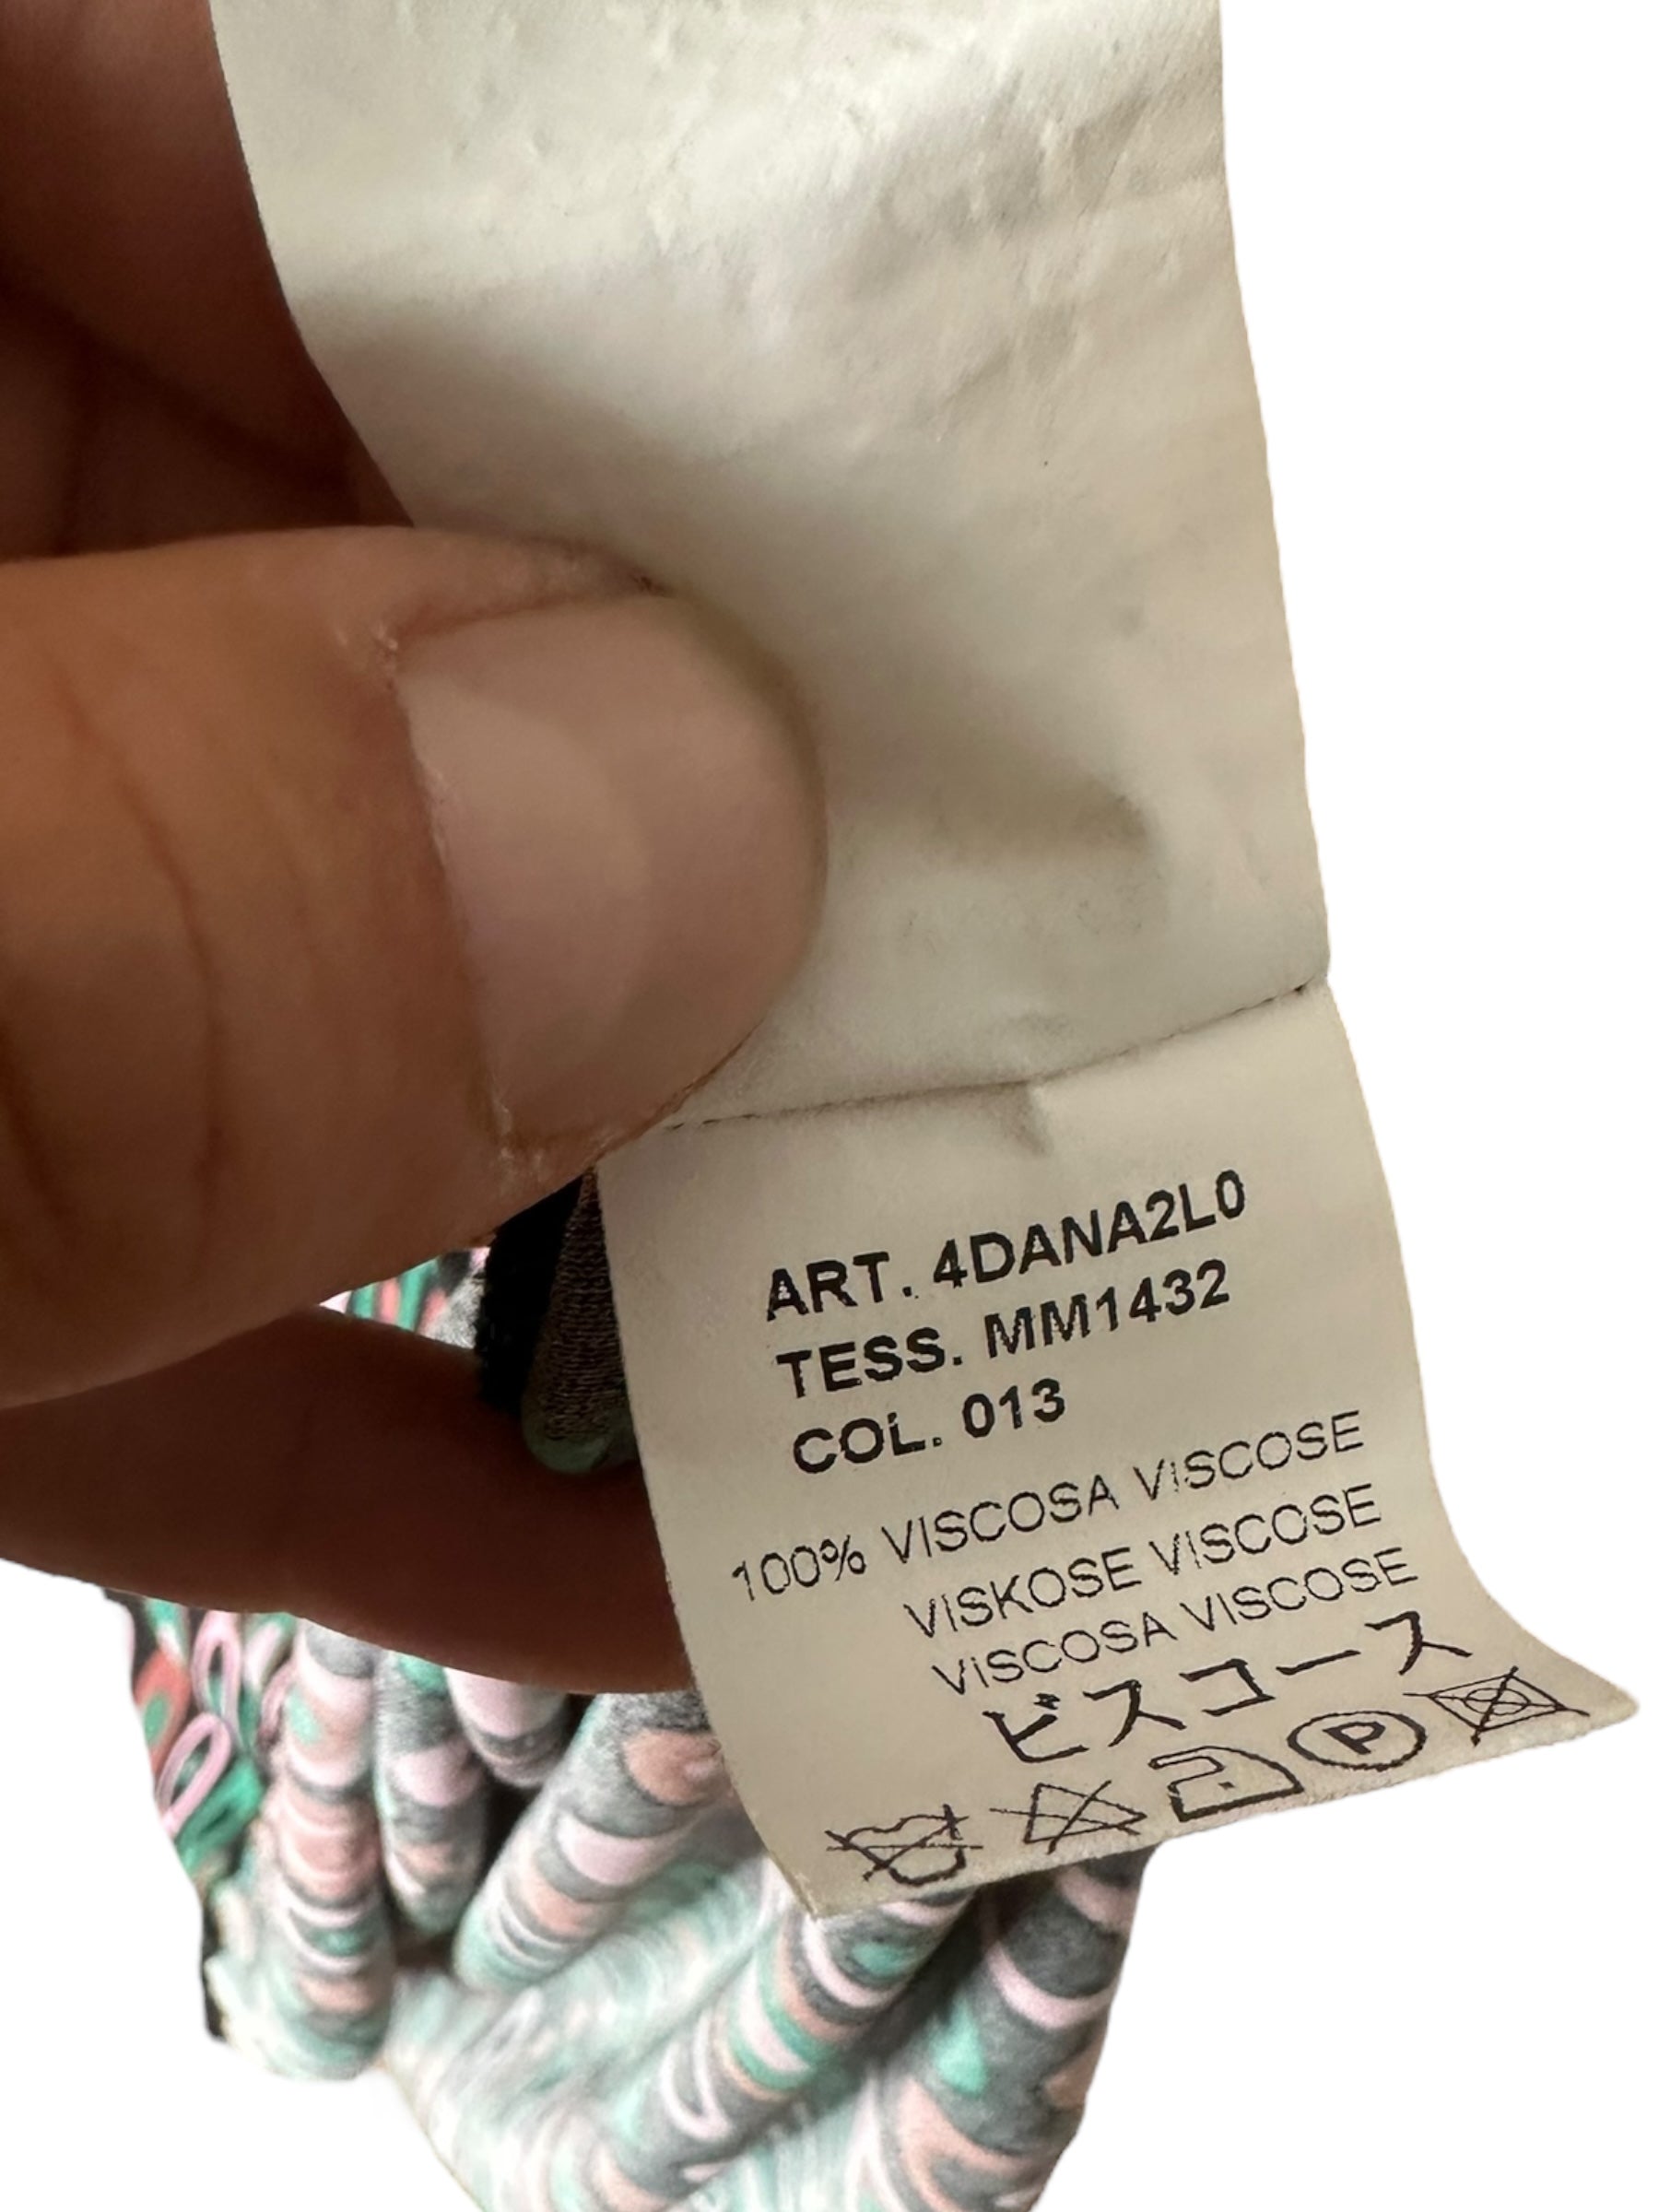 ART. 4DANA2L0
TESS. MM1432
COL. 013
100% VISCOSA VISCOSE
VISKOSE VISCOSE
VISCOSA VISCOSE
ビスコース
P